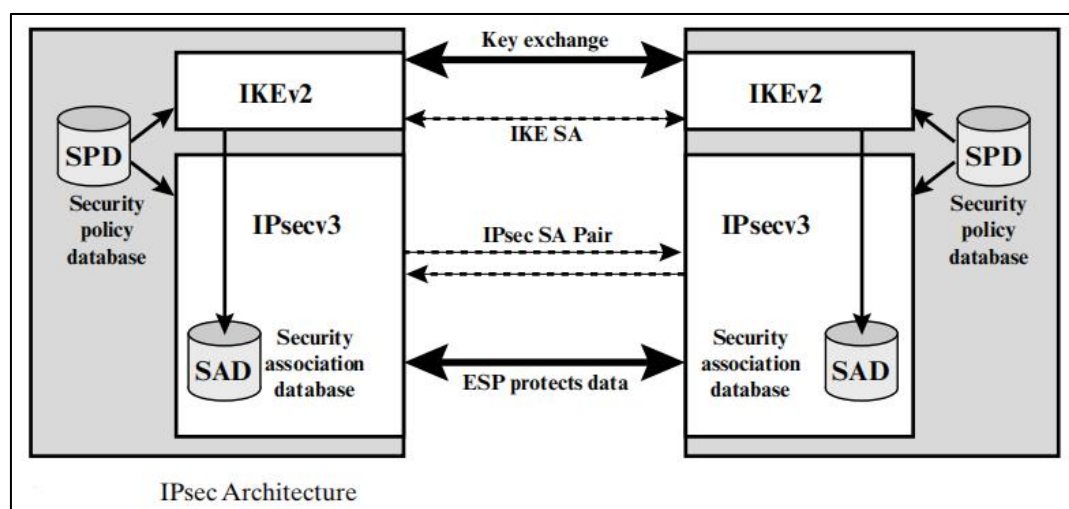 Key exchange
IKEv2
IKEv2
IKE SA
SPD
Security
policy
database
SPD
Security
policy
database
IPsecv3
IPsec SA Pair
IPsecv3
SAD
Security
association
database
ESP protects data
Security
association
database
SAD
IPsec Architecture